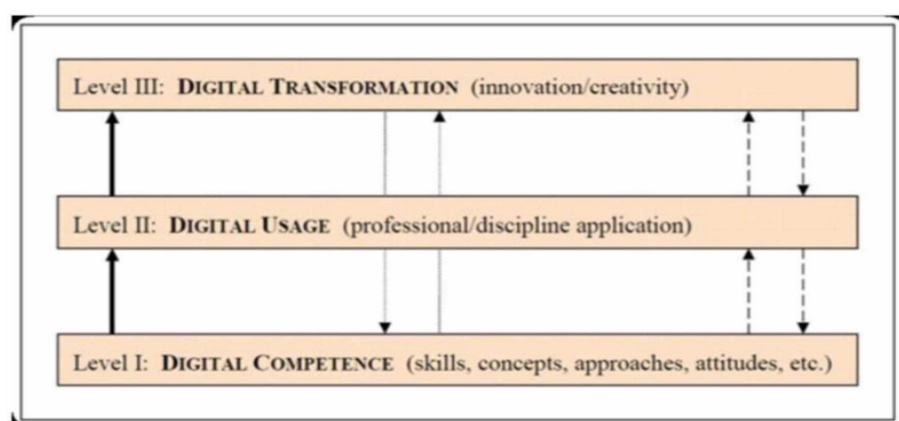 Level III: DIGITAL TRANSFORMATION (innovation/creativity)
Level II: DIGITAL USAGE (professional/discipline application)
Level I: DIGITAL COMPETENCE (skills, concepts, approaches, attitudes, etc.)